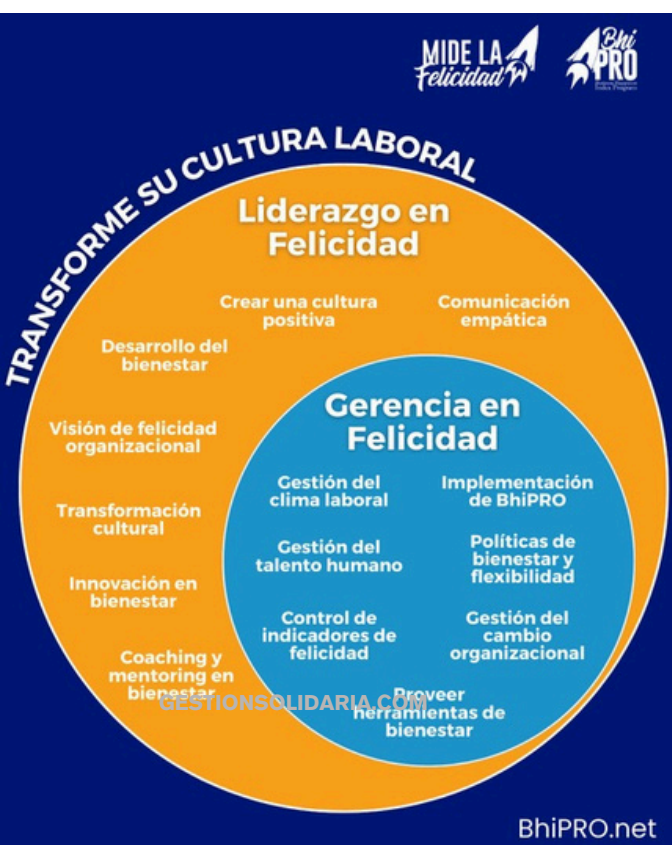 MIDE LA
Felicidad
Bhi
PRO
TRANSFORME SU CULTURA LABORAL
Liderazgo en
Felicidad
Crear una cultura
positiva
Comunicación
empática
Desarrollo del
bienestar
Visión de felicidad
organizacional
Transformación
cultural
Innovación en
bienestar
Coaching y
mentoring en
bienestar
Gerencia en
Felicidad
Gestión del
clima laboral
Implementación
de BhiPRO
Gestión del
talento humano
Políticas de
bienestar y
flexibilidad
Control de
indicadores de
felicidad
Gestión del
cambio
organizacional
Proveer
herramientas de
bienestar
GESTIONSOLIDARIA.COM
BhiPRO.net